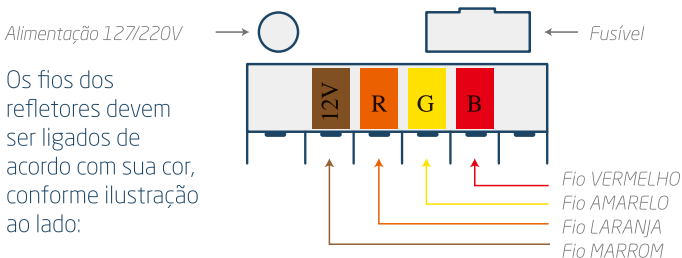 Alimentação 127/220V
Fusível
Os fios dos
refletores devem
ser ligados de
acordo com sua cor,
conforme ilustração
ao lado:
12V R G B
Fio VERMELHO
Fio AMARELO
Fio LARANJA
Fio MARROM